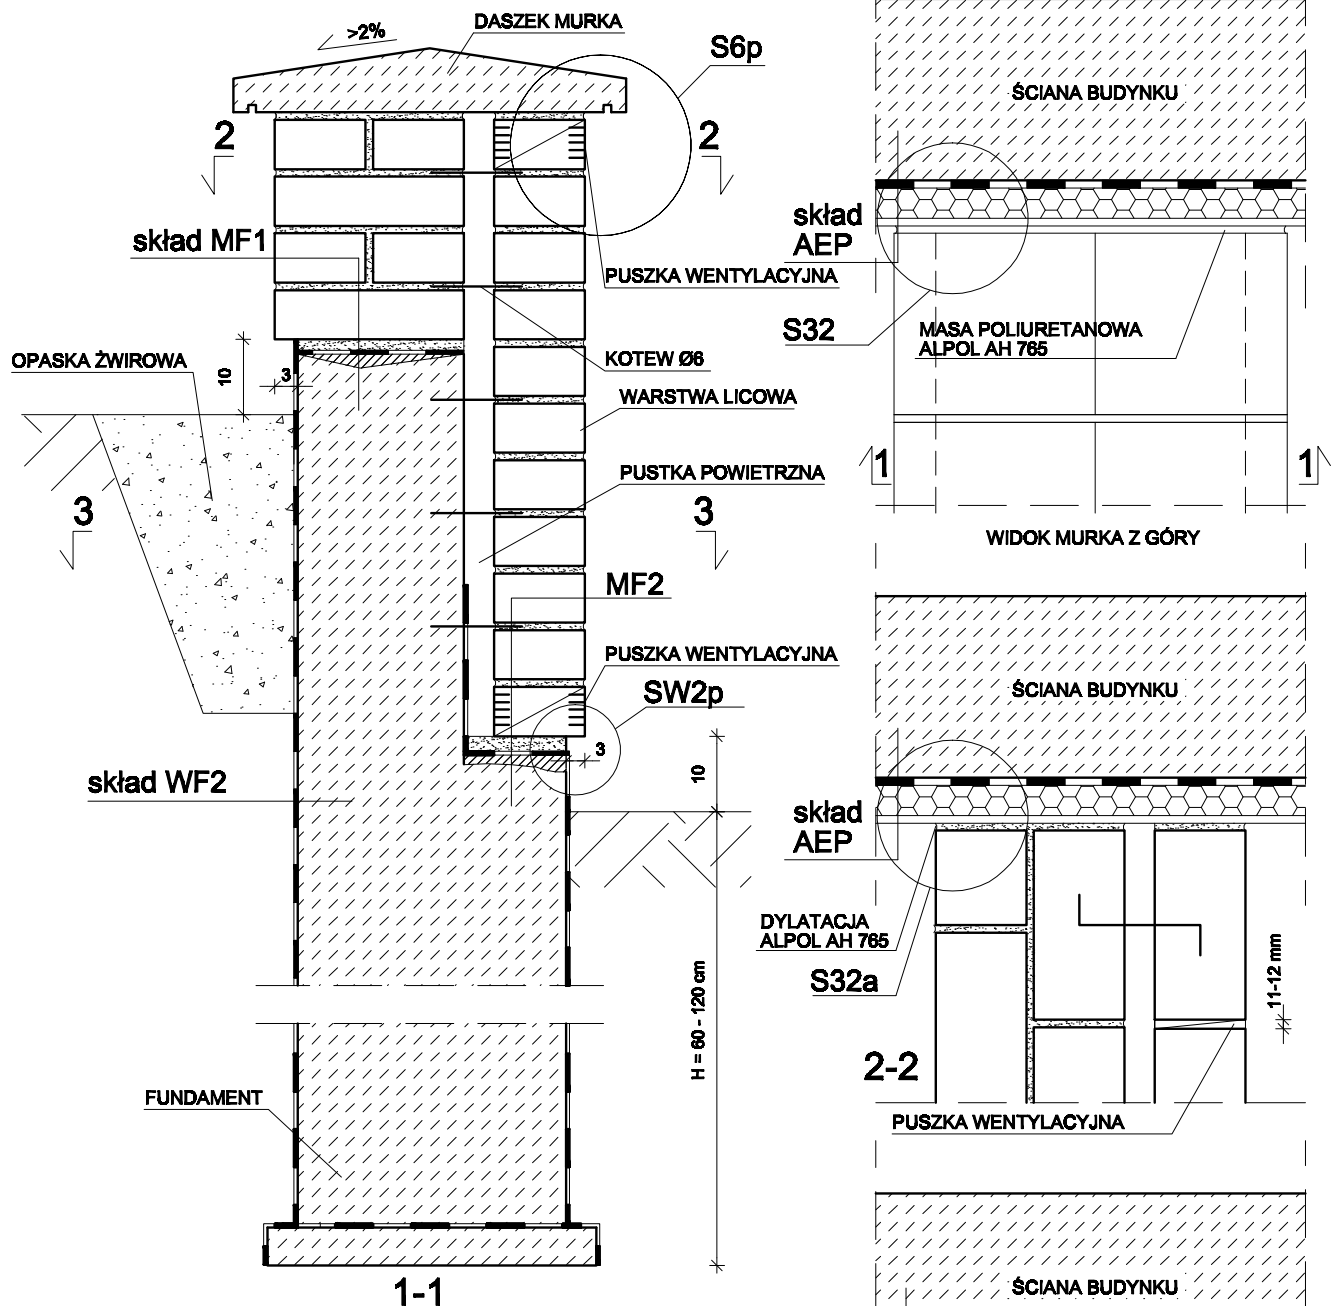 DASZEK MURKA
>2%
S6p
2
2
skład MF1
PUSZKA WENTYLACYJNA
OPASKA ŻWIROWA
10
3
KOTEW Ø6
WARSTWA LICOWA
PUSTKA POWIETRZNA
3
3
MF2
PUSZKA WENTYLACYJNA
SW2p
3
10
skład WF2
H = 60 - 120 cm
FUNDAMENT
1-1
ŚCIANA BUDYNKU
skład
AEP
S32
MASA POLIURETANOWA
ALPOL AH 765
1
1
WIDOK MURKA Z GÓRY
ŚCIANA BUDYNKU
skład
AEP
DYLATACJA
ALPOL AH 765
S32a
11-12 mm
2-2
PUSZKA WENTYLACYJNA
ŚCIANA BUDYNKU